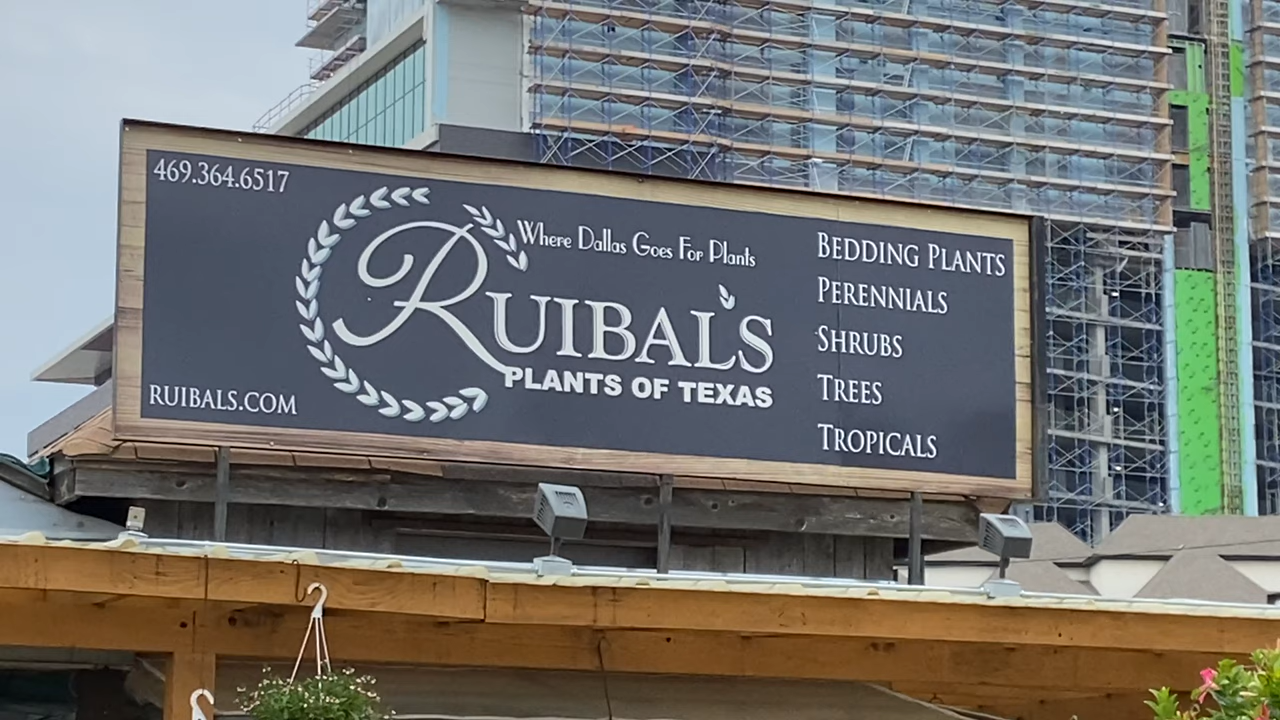 469.364.6517
Where Dallas Goes For Plants
RUIBAL'S
PLANTS OF TEXAS
RUIBALS.COM
BEDDING PLANTS
PERENNIALS
SHRUBS
TREES
TROPICALS